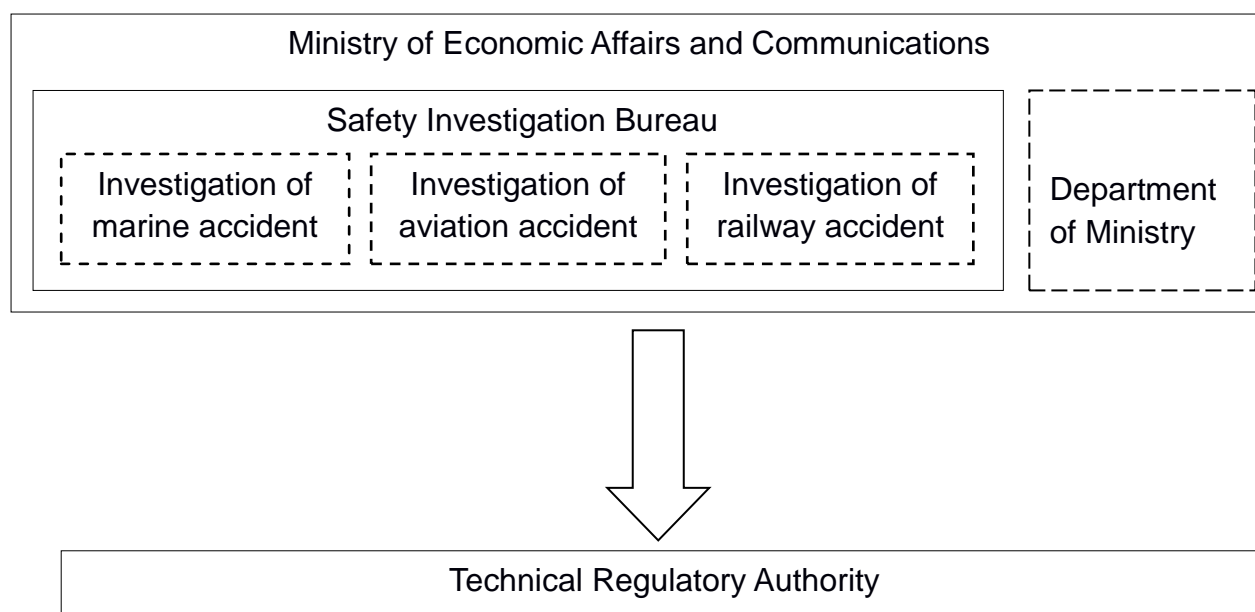 Ministry of Economic Affairs and Communications
Safety Investigation Bureau
Investigation of
marine accident
Investigation of
aviation accident
Investigation of
railway accident
Department
of Ministry
Technical Regulatory Authority